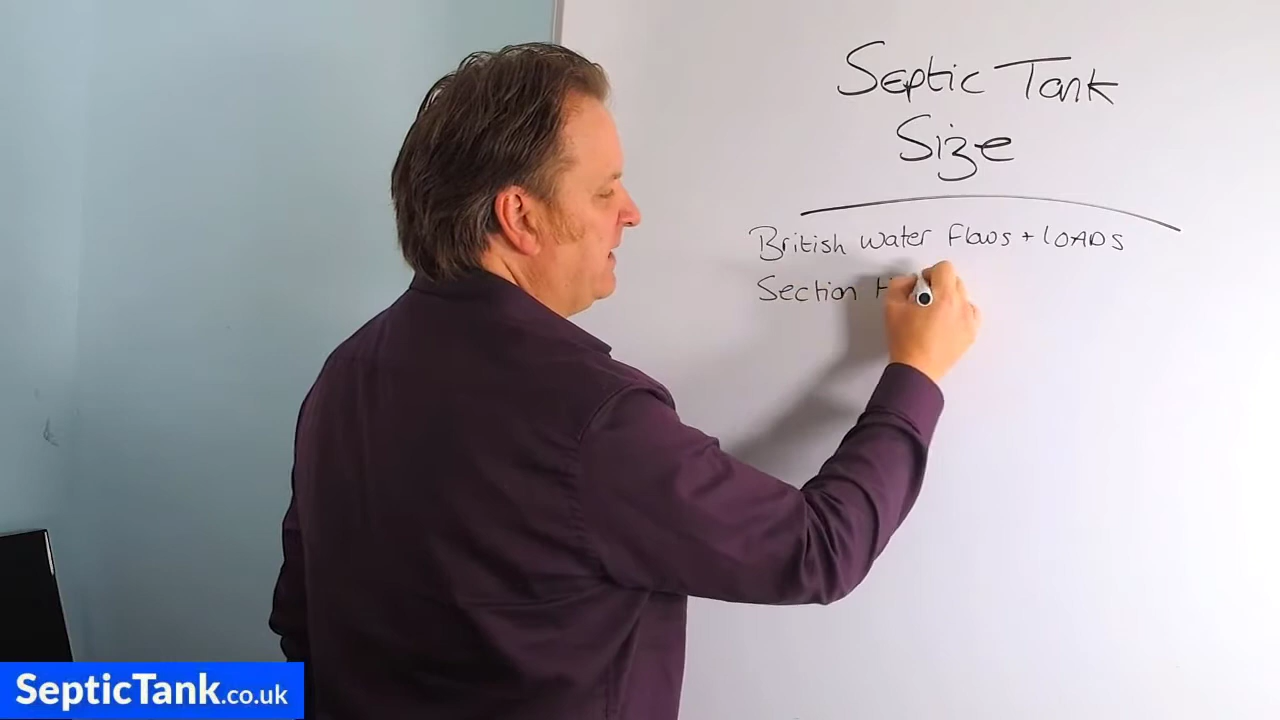 Septic Tank
Size
British water flows + LOADS
Section
SepticTank.co.uk